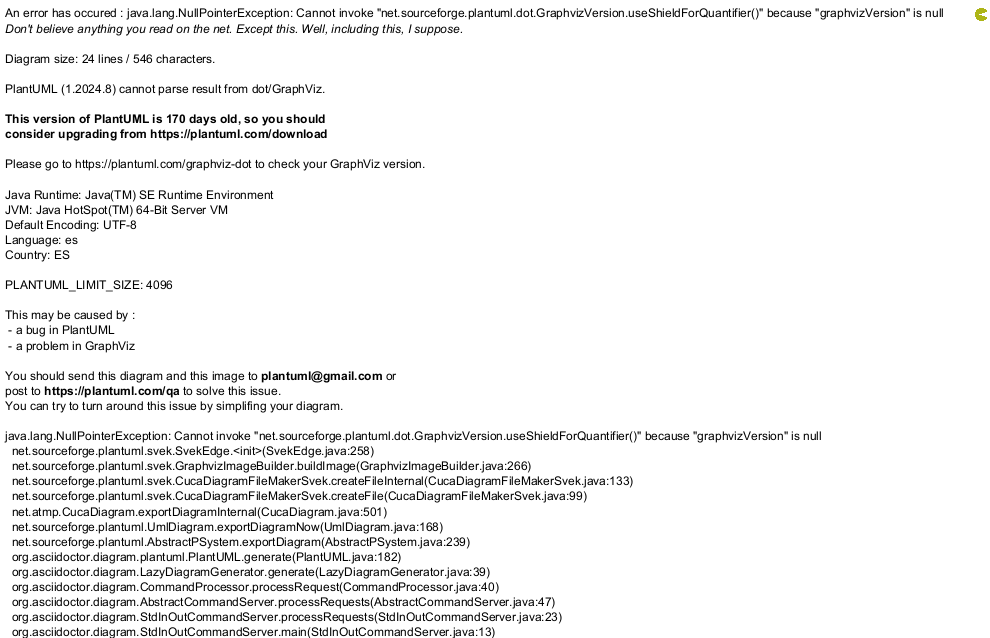 An error has occured : java.lang.NullPointerException: Cannot invoke "net.sourceforge.plantuml.dot.GraphvizVersion.useShieldForQuantifier()" because "graphvizVersion" is null
Don't believe anything you read on the net. Except this. Well, including this, I suppose.
Diagram size: 24 lines / 546 characters.
PlantUML (1.2024.8) cannot parse result from dot/GraphViz.
This version of PlantUML is 170 days old, so you should
consider upgrading from https://plantuml.com/download
Please go to https://plantuml.com/graphviz-dot to check your GraphViz version.
Java Runtime: Java(TM) SE Runtime Environment
JVM: Java HotSpot(TM) 64-Bit Server VM
Default Encoding: UTF-8
Language: es
Country: ES
PLANTUML_LIMIT_SIZE: 4096
This may be caused by :
- a bug in PlantUML
- a problem in GraphViz
You should send this diagram and this image to plantuml@gmail.com or
post to https://plantuml.com/qa to solve this issue.
You can try to turn around this issue by simplifing your diagram.
java.lang.NullPointerException: Cannot invoke "net.sourceforge.plantuml.dot.GraphvizVersion.useShieldForQuantifier()" because "graphvizVersion" is null
net.sourceforge.plantuml.svek.SvekEdge.<init>(SvekEdge.java:258)
net.sourceforge.plantuml.svek.GraphvizImageBuilder.buildImage(GraphvizImageBuilder.java:266)
net.sourceforge.plantuml.svek.CucaDiagramFileMakerSvek.createFileInternal(CucaDiagramFileMakerSvek.java:133)
net.sourceforge.plantuml.svek.CucaDiagramFileMakerSvek.createFile(CucaDiagramFileMakerSvek.java:99)
net.atmp.CucaDiagram.exportDiagramInternal(CucaDiagram.java:501)
net.sourceforge.plantuml.UmlDiagram.exportDiagramNow(UmlDiagram.java:168)
net.sourceforge.plantuml.AbstractPSystem.exportDiagram(AbstractPSystem.java:239)
org.asciidoctor.diagram.plantuml.PlantUML.generate(PlantUML.java:182)
org.asciidoctor.diagram.LazyDiagramGenerator.generate(LazyDiagramGenerator.java:39)
org.asciidoctor.diagram.CommandProcessor.processRequest(CommandProcessor.java:40)
org.asciidoctor.diagram.AbstractCommandServer.processRequests(AbstractCommandServer.java:47)
org.asciidoctor.diagram.StdInOutCommandServer.processRequests(StdInOutCommandServer.java:23)
org.asciidoctor.diagram.StdInOutCommandServer.main(StdInOutCommandServer.java:13)